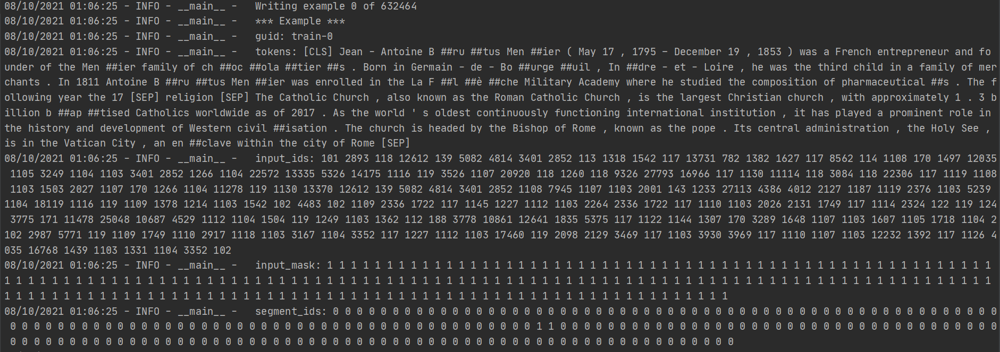 08/10/2021 01:06:25 - INFO - __main__ -   Writing example 0 of 632464
08/10/2021 01:06:25 - INFO - __main__ -   *** Example ***
08/10/2021 01:06:25 - INFO - __main__ -   guid: train-0
08/10/2021 01:06:25 - INFO - __main__ -   tokens: [CLS] Jean - Antoine B ##ru ##tus Men ##ier ( May 17 , 1795 – December 19 , 1853 ) was a French entrepreneur and fo
under of the Men ##ier family of ch ##oc ##ola ##tier ##s . Born in Germain - de - Bo ##urge ##uil , In ##dre - et - Loire , he was the third child in a family of mer
chants . In 1811 Antoine B ##ru ##tus Men ##ier was enrolled in the La F ##l ##è ##che Military Academy where he studied the composition of pharmaceutical ##s . The f
ollowing year the 17 [SEP] religion [SEP] The Catholic Church , also known as the Roman Catholic Church , is the largest Christian church , with approximately 1 . 3 b
illion b ##ap ##tised Catholics worldwide as of 2017 . As the world ' s oldest continuously functioning international institution , it has played a prominent role in
the history and development of Western civil ##isation . The church is headed by the Bishop of Rome , known as the pope . Its central administration , the Holy See ,
is in the Vatican City , an en ##clave within the city of Rome [SEP]
08/10/2021 01:06:25 - INFO - __main__ -   input_ids: 101 2893 118 12612 139 5082 4814 3401 2852 113 1318 1542 117 13731 782 1382 1627 117 8562 114 1108 170 1497 12035
1105 3249 1104 1103 3401 2852 1266 1104 22572 13335 5326 14175 1116 119 3526 1107 20920 118 1260 118 9326 27793 16966 117 1130 11114 118 3084 118 22306 117 1119 1108
1103 1503 2027 1107 170 1266 1104 11278 119 1130 13370 12612 139 5082 4814 3401 2852 1108 7945 1107 1103 2001 143 1233 27113 4386 4012 2127 1187 1119 2376 1103 5239
1104 18119 1116 119 1109 1378 1214 1103 1542 102 4483 102 1109 2336 1722 117 1145 1227 1112 1103 2264 2336 1722 117 1110 1103 2026 2131 1749 117 1114 2324 122 119 124
3775 171 11478 25048 10687 4529 1112 1104 1504 119 1249 1103 1362 112 188 3778 10861 12641 1835 5375 117 1122 1144 1307 170 3289 1648 1107 1103 1607 1105 1718 1104 2
102 2987 5771 119 1109 1749 1110 2917 1118 1103 3167 1104 3352 117 1227 1112 1103 17460 119 2098 2129 3469 117 1103 3930 3969 117 1110 1107 1103 12232 1392 117 1126 4
035 16768 1439 1103 1331 1104 3352 102
08/10/2021 01:06:25 - INFO - __main__ -   input_mask: 1 1 1 1 1 1 1 1 1 1 1 1 1 1 1 1 1 1 1 1 1 1 1 1 1 1 1 1 1 1 1 1 1 1 1 1 1 1 1 1 1 1 1 1 1 1 1 1 1 1 1 1 1 1 1 1
1 1 1 1 1 1 1 1 1 1 1 1 1 1 1 1 1 1 1 1 1 1 1 1 1 1 1 1 1 1 1 1 1 1 1 1 1 1 1 1 1 1 1 1 1 1 1 1 1 1 1 1 1 1 1 1 1 1 1 1 1 1 1 1 1 1 1 1 1 1 1 1 1 1 1 1 1 1 1 1 1 1 1
1 1 1 1 1 1 1 1 1 1 1 1 1 1 1 1 1 1 1 1 1 1 1 1 1 1 1 1 1 1 1 1 1 1 1 1 1 1 1 1 1 1 1 1 1 1 1 1 1 1 1 1 1 1 1 1 1 1 1 1 1
08/10/2021 01:06:25 - INFO - __main__ -   segment_ids: 0 0 0 0 0 0 0 0 0 0 0 0 0 0 0 0 0 0 0 0 0 0 0 0 0 0 0 0 0 0 0 0 0 0 0 0 0 0 0 0 0 0 0 0 0 0 0 0 0 0 0 0 0 0 0 0
0 0 0 0 0 0 0 0 0 0 0 0 0 0 0 0 0 0 0 0 0 0 0 0 0 0 0 0 0 0 0 0 0 0 0 0 0 0 0 0 0 0 0 0 1 1 0 0 0 0 0 0 0 0 0 0 0 0 0 0 0 0 0 0 0 0 0 0 0 0 0 0 0 0 0 0 0 0 0 0 0 0 0
0 0 0 0 0 0 0 0 0 0 0 0 0 0 0 0 0 0 0 0 0 0 0 0 0 0 0 0 0 0 0 0 0 0 0 0 0 0 0 0 0 0 0 0 0 0 0 0 0 0 0 0 0 0 0 0 0 0 0 0 0